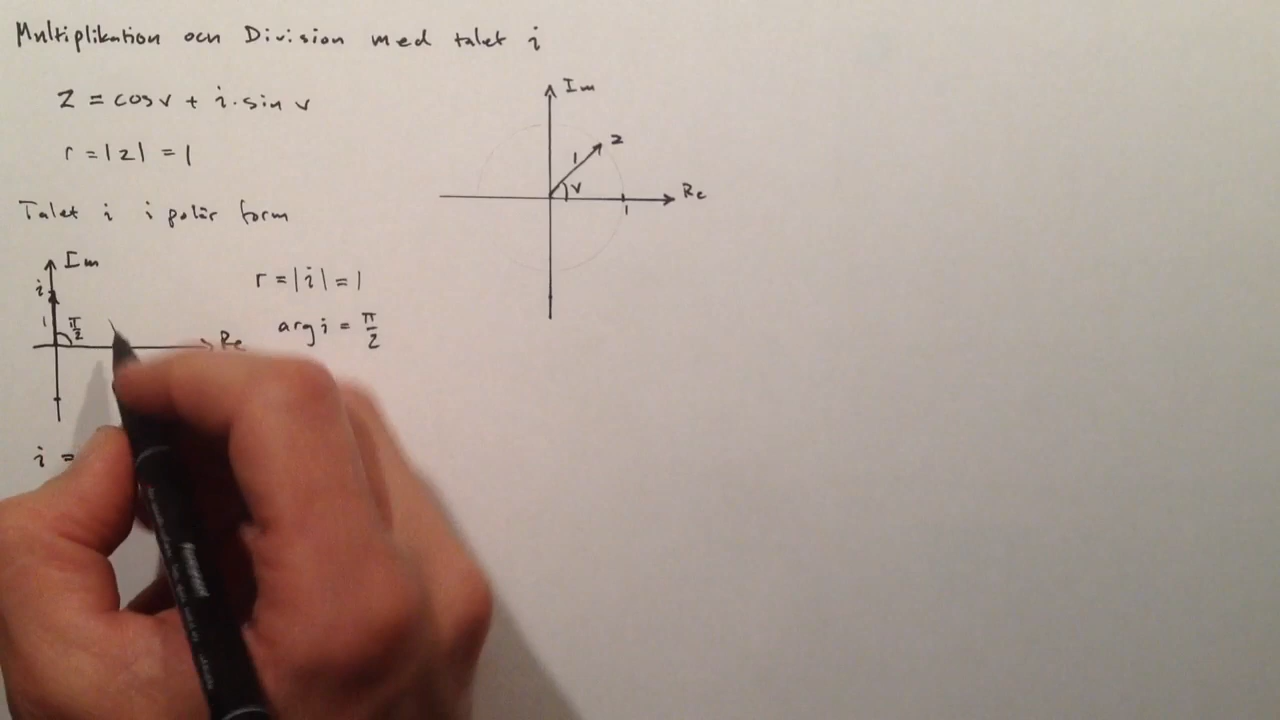 Multiplikation och Division med talet i
z = cos v + i · sin v
r = |z| = 1
Talet i i polär form
Im
i
1
π/2
Re
r = |i| = 1
arg i = π/2
i =
Im
z
1
v
Re
1